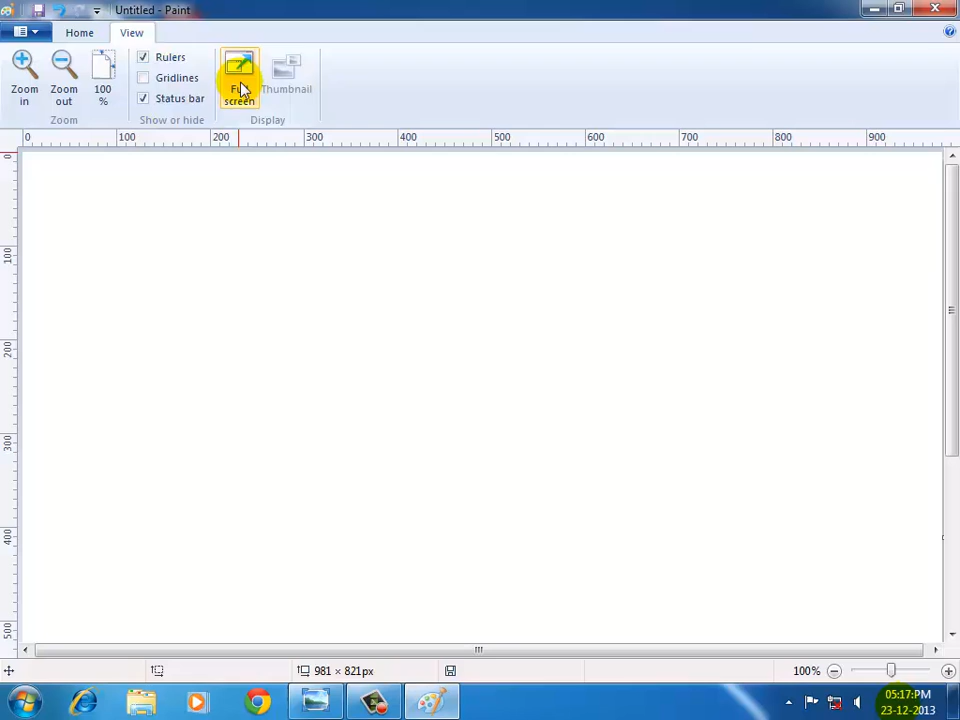 Untitled - Paint
Home View
Zoom in
Zoom out
100 %
Zoom
Rulers
Gridlines
Status bar
Show or hide
Full screen
Thumbnail
Display
0 100 200 300 400 500 600 700 800 900
0
100
200
300
400
500
981 × 821px
100%
05:17:PM
23-12-2013